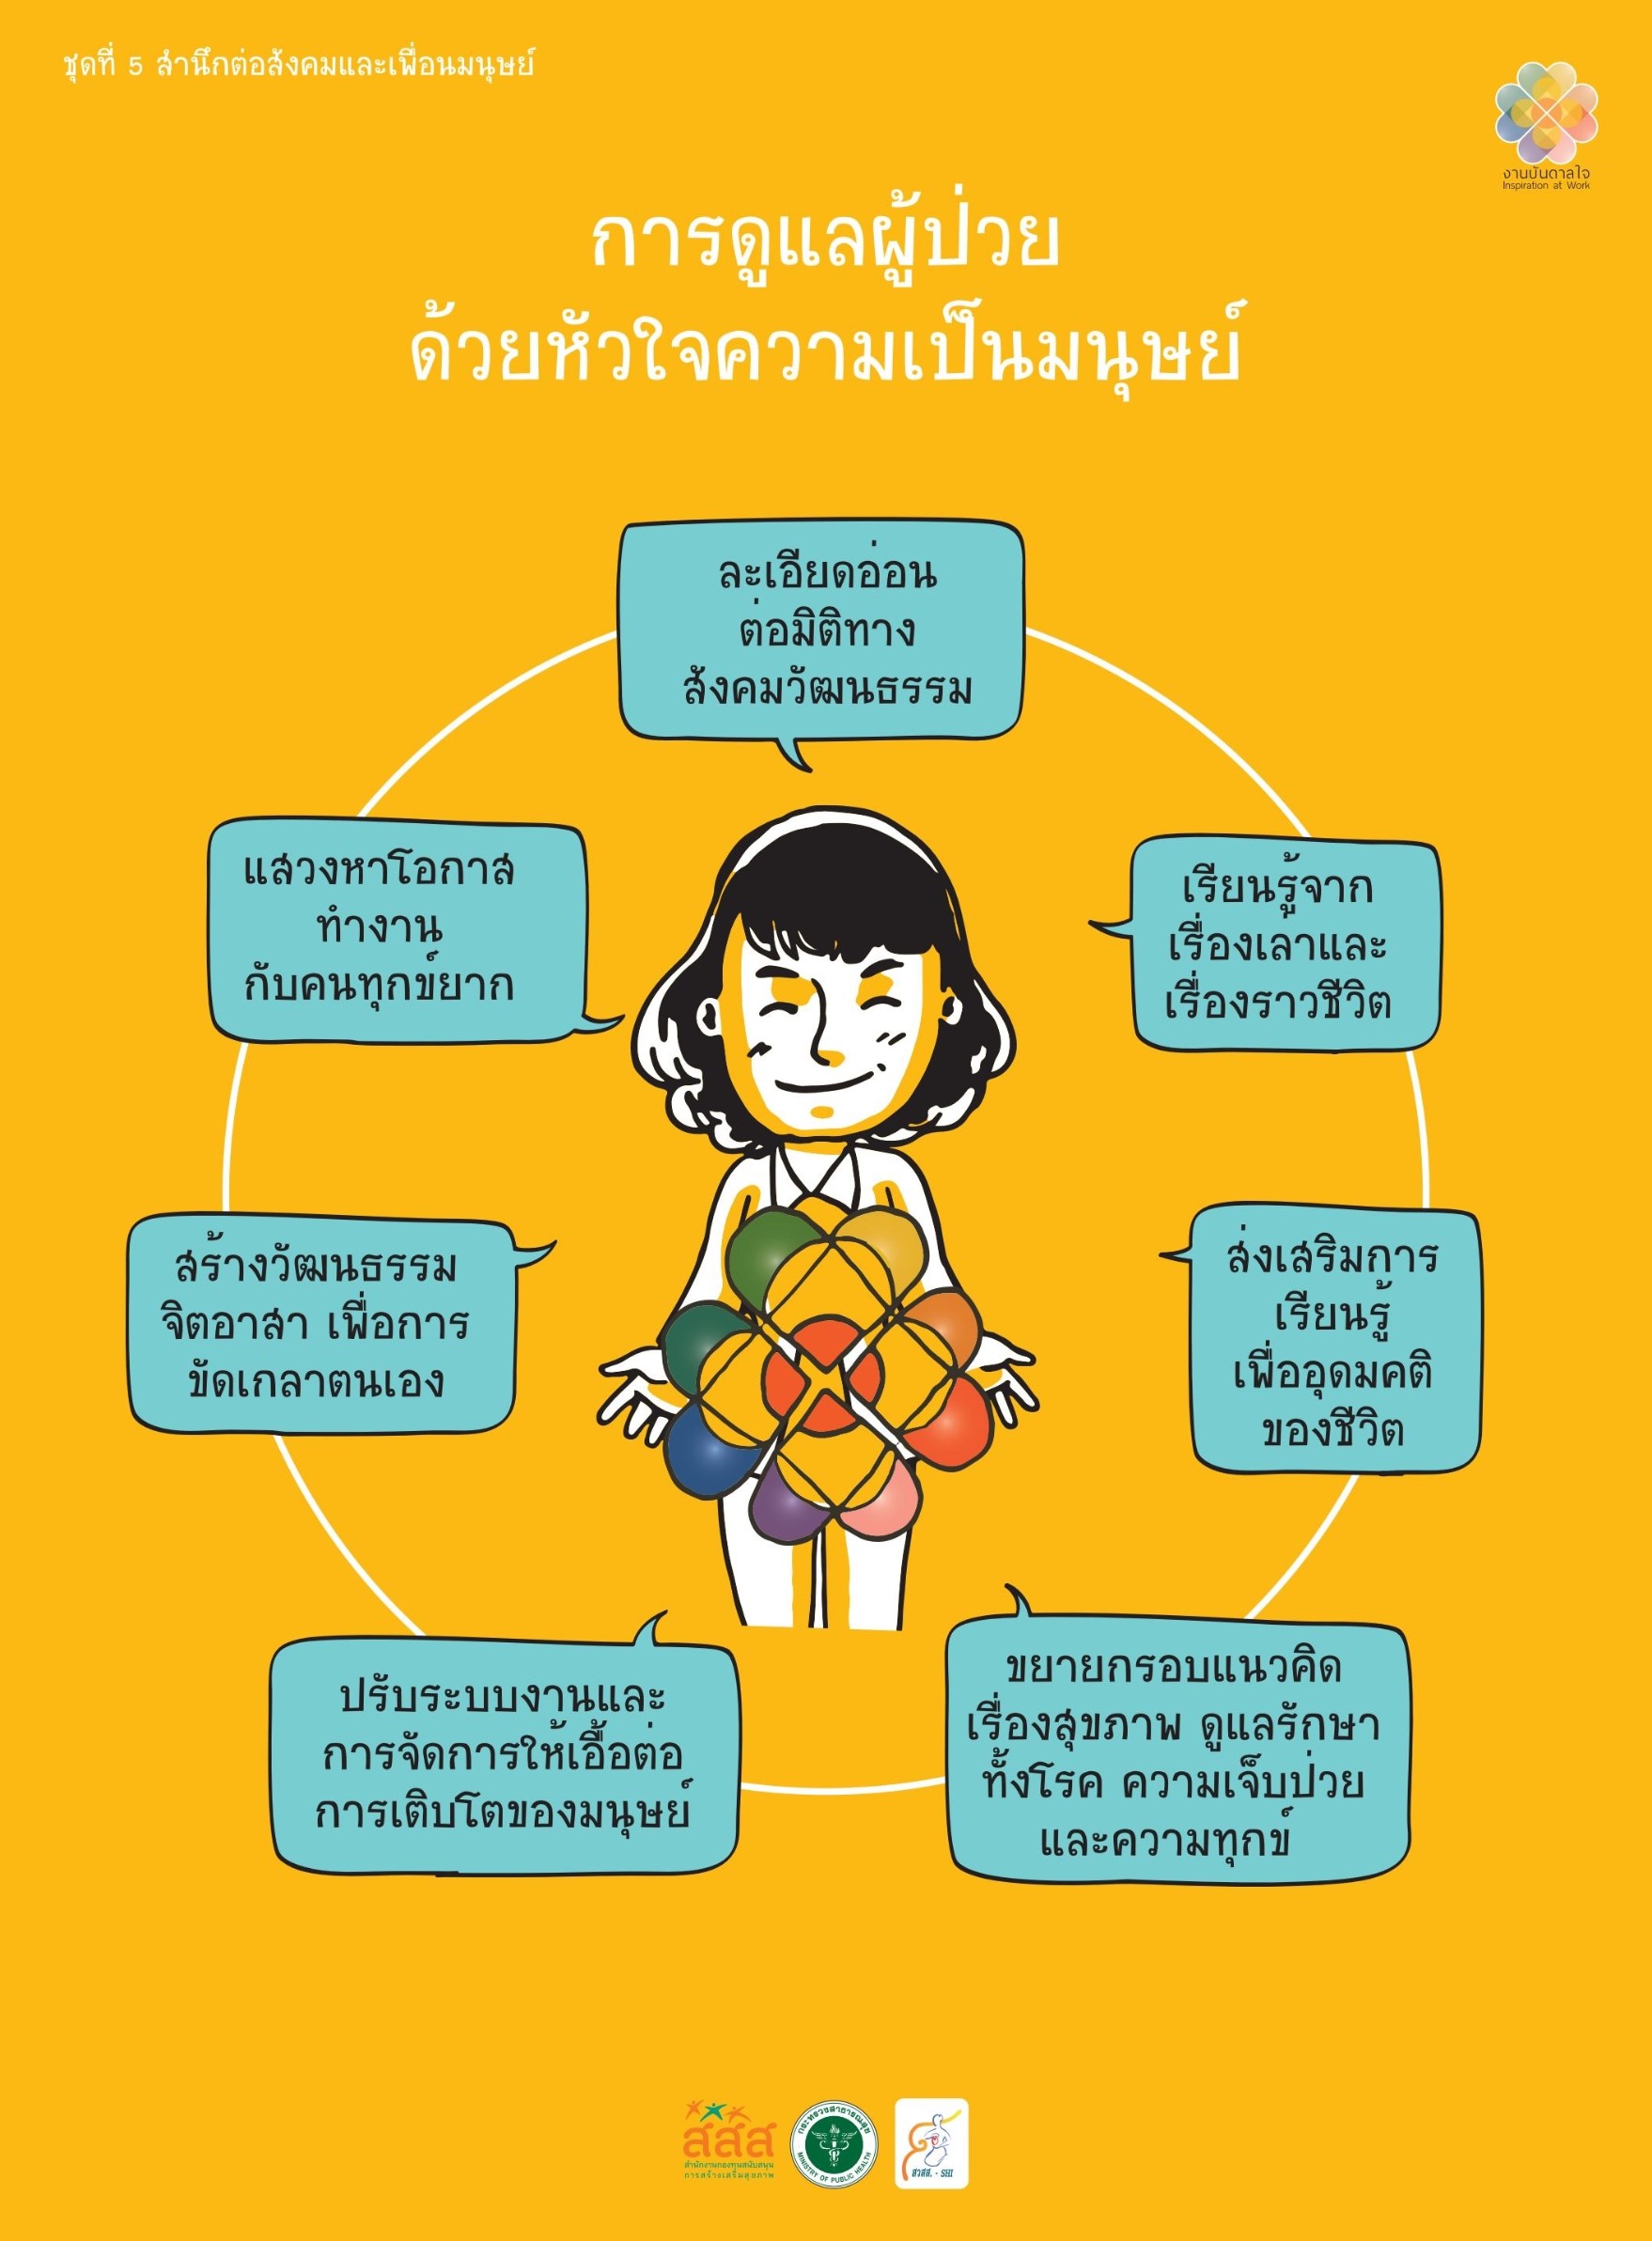 ชุดที่ 5 สำนึกต่อสังคมและเพื่อนมนุษย์
งานบันดาลใจ
Inspiration at Work
การดูแลผู้ป่วย
ด้วยหัวใจความเป็นมนุษย์
ละเอียดอ่อน
ต่อมิติทาง
สังคมวัฒนธรรม
เรียนรู้จาก
เรื่องเล่าและ
เรื่องราวชีวิต
ส่งเสริมการ
เรียนรู้
เพื่ออุดมคติ
ของชีวิต
ขยายกรอบแนวคิด
เรื่องสุขภาพ ดูแลรักษา
ทั้งโรค ความเจ็บป่วย
และความทุกข์
ปรับระบบงานและ
การจัดการให้เอื้อต่อ
การเติบโตของมนุษย์
สร้างวัฒนธรรม
จิตอาสา เพื่อการ
ขัดเกลาตนเอง
แสวงหาโอกาส
ทำงาน
กับคนทุกข์ยาก
สสส
สำนักงานกองทุนสนับสนุน
การสร้างเสริมสุขภาพ
กระทรวงสาธารณสุข
MINISTRY OF PUBLIC HEALTH
สวสส. - SHI